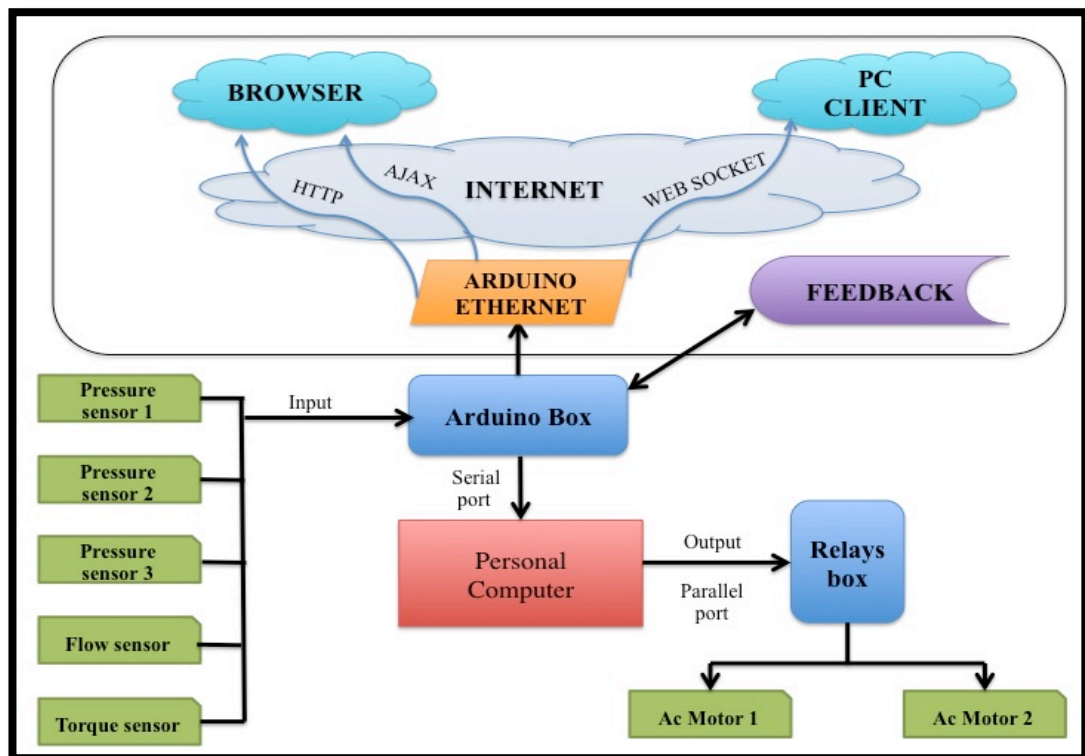 BROWSER
PC
CLIENT
HTTP
AJAX
INTERNET
WEB SOCKET
ARDUINO
ETHERNET
FEEDBACK
Pressure
sensor 1
Input
Arduino Box
Pressure
sensor 2
Serial
port
Pressure
sensor 3
Personal
Computer
Output
Parallel
port
Relays
box
Flow sensor
Torque sensor
Ac Motor 1
Ac Motor 2